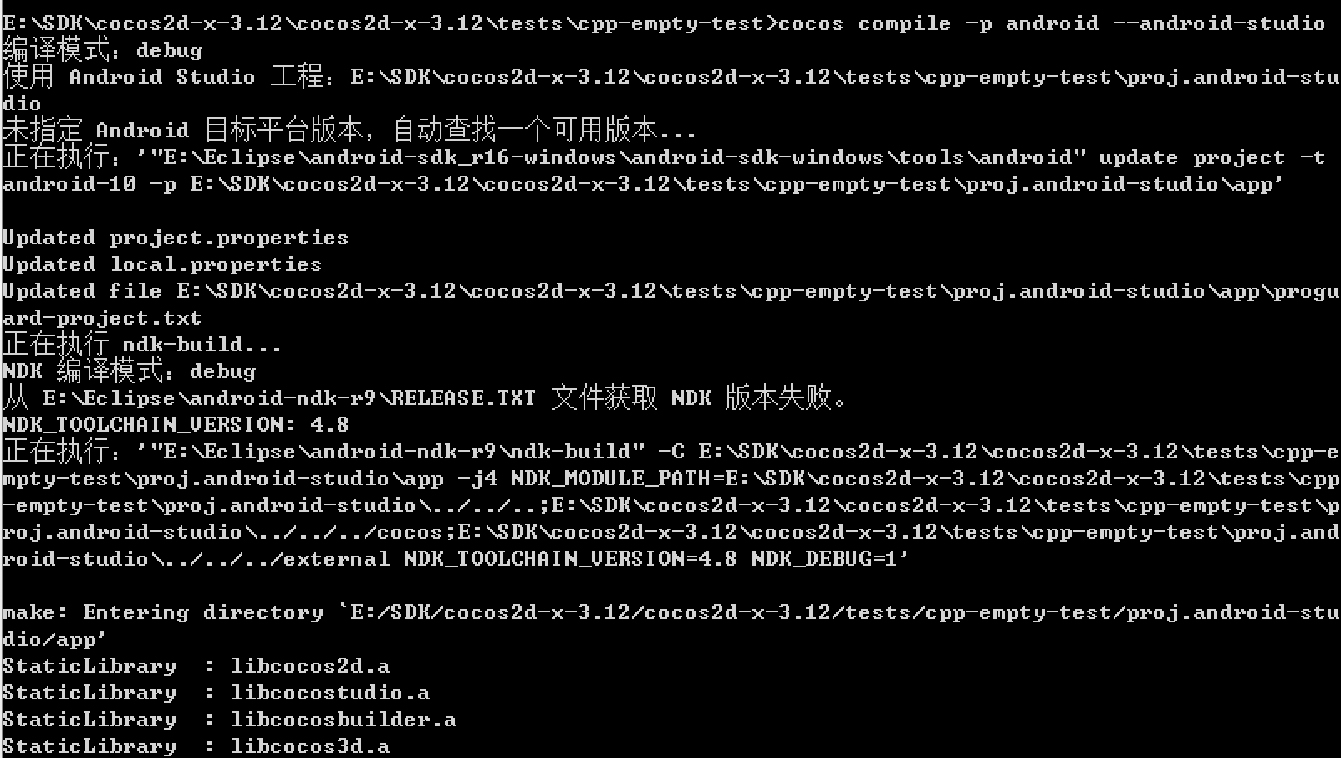 E:\SDK\cocos2d-x-3.12\cocos2d-x-3.12\tests\cpp-empty-test>cocos compile -p android --android-studio
编译模式：debug
使用 Android Studio 工程：E:\SDK\cocos2d-x-3.12\cocos2d-x-3.12\tests\cpp-empty-test\proj.android-stu
dio
未指定 Android 目标平台版本，自动查找一个可用版本...
正在执行：'"E:\Eclipse\android-sdk_r16-windows\android-sdk-windows\tools\android" update project -t
android-10 -p E:\SDK\cocos2d-x-3.12\cocos2d-x-3.12\tests\cpp-empty-test\proj.android-studio\app'
Updated project.properties
Updated local.properties
Updated file E:\SDK\cocos2d-x-3.12\cocos2d-x-3.12\tests\cpp-empty-test\proj.android-studio\app\progu
ard-project.txt
正在执行 ndk-build...
NDK 编译模式：debug
从 E:\Eclipse\android-ndk-r9\RELEASE.TXT 文件获取 NDK 版本失败。
NDK_TOOLCHAIN_VERSION: 4.8
正在执行：'"E:\Eclipse\android-ndk-r9\ndk-build" -C E:\SDK\cocos2d-x-3.12\cocos2d-x-3.12\tests\cpp-e
mpty-test\proj.android-studio\app -j4 NDK_MODULE_PATH=E:\SDK\cocos2d-x-3.12\cocos2d-x-3.12\tests\cpp
-empty-test\proj.android-studio\../../..;E:\SDK\cocos2d-x-3.12\cocos2d-x-3.12\tests\cpp-empty-test\p
roj.android-studio\../../../cocos;E:\SDK\cocos2d-x-3.12\cocos2d-x-3.12\tests\cpp-empty-test\proj.and
roid-studio\../../../external NDK_TOOLCHAIN_VERSION=4.8 NDK_DEBUG=1'
make: Entering directory `E:/SDK/cocos2d-x-3.12/cocos2d-x-3.12/tests/cpp-empty-test/proj.android-stu
dio/app'
StaticLibrary  : libcocos2d.a
StaticLibrary  : libcocostudio.a
StaticLibrary  : libcocosbuilder.a
StaticLibrary  : libcocos3d.a